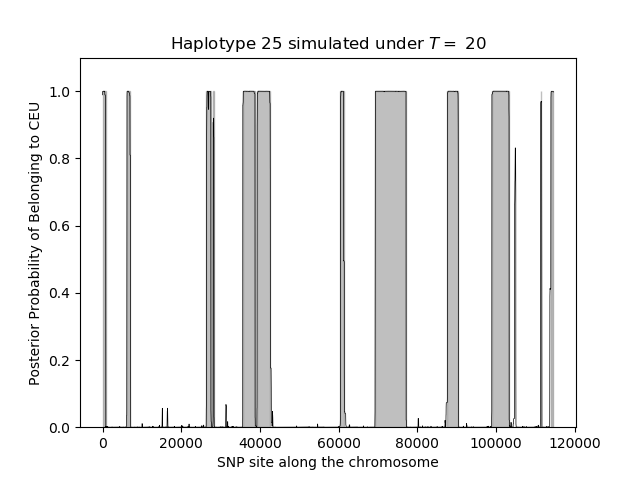 Haplotype 25 simulated under T = 20
Posterior Probability of Belonging to CEU
1.0
0.8
0.6
0.4
0.2
0.0
0 20000 40000 60000 80000 100000 120000
SNP site along the chromosome